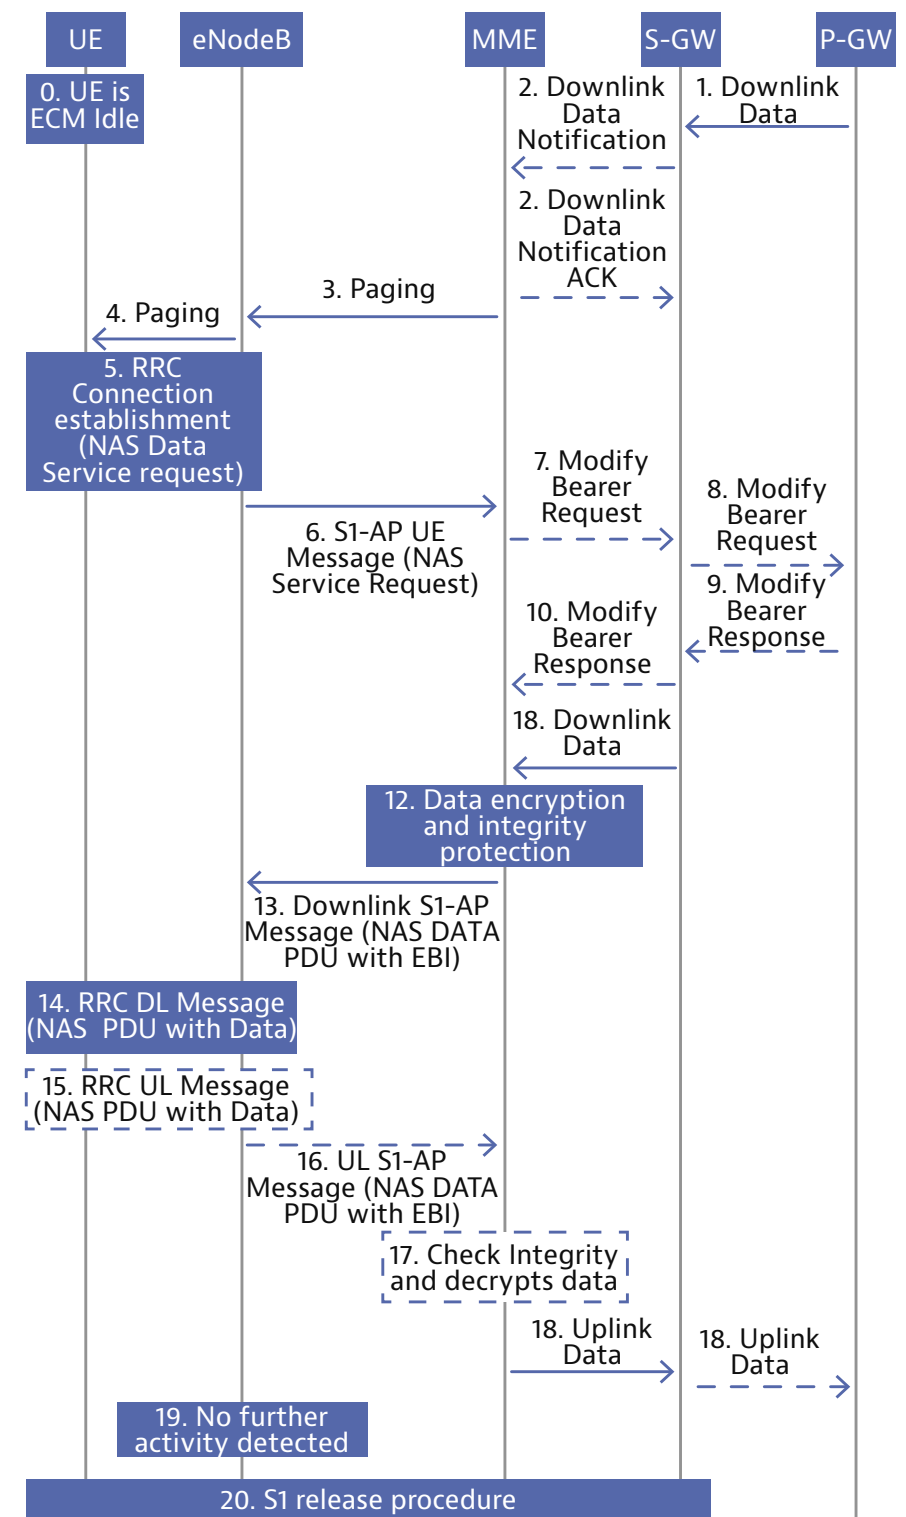 UE
eNodeB
MME
S-GW
P-GW
0. UE is
ECM Idle
2. Downlink
Data
Notification
1. Downlink
Data
2. Downlink
Data
Notification
ACK
3. Paging
4. Paging
5. RRC
Connection
establishment
(NAS Data
Service request)
7. Modify
Bearer
Request
8. Modify
Bearer
Request
6. S1-AP UE
Message (NAS
Service Request)
9. Modify
Bearer
Response
10. Modify
Bearer
Response
18. Downlink
Data
12. Data encryption
and integrity
protection
13. Downlink S1-AP
Message (NAS DATA
PDU with EBI)
14. RRC DL Message
(NAS  PDU with Data)
15. RRC UL Message
(NAS PDU with Data)
16. UL S1-AP
Message (NAS DATA
PDU with EBI)
17. Check Integrity
and decrypts data
18. Uplink
Data
18. Uplink
Data
19. No further
activity detected
20. S1 release procedure